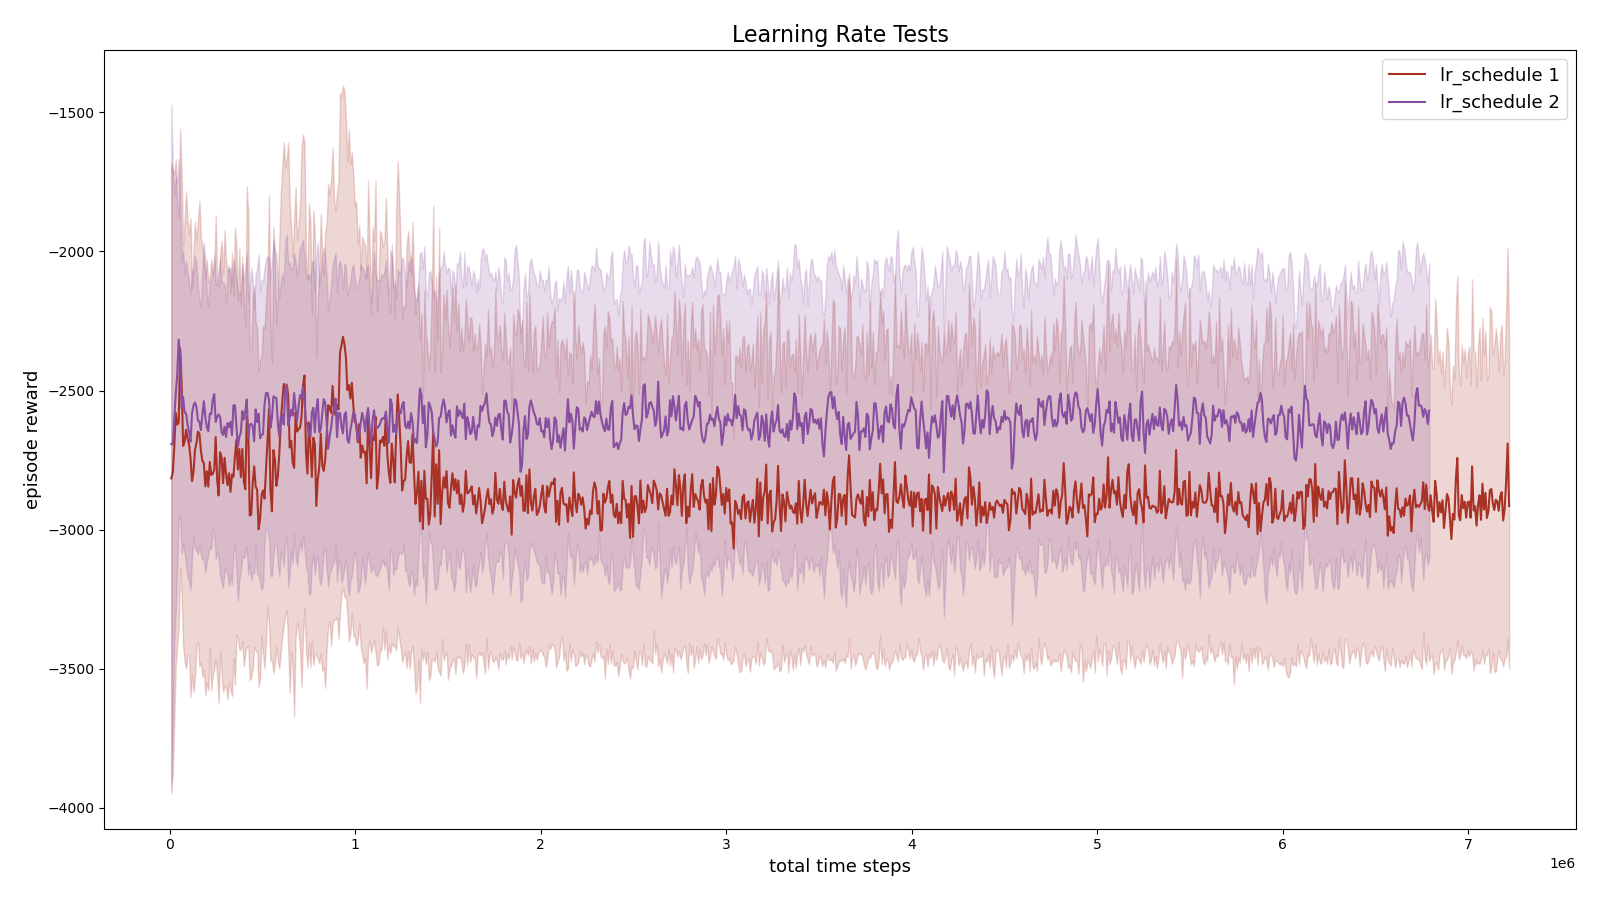 Learning Rate Tests
lr_schedule 1
lr_schedule 2
episode reward
−1500
−2000
−2500
−3000
−3500
−4000
0 1 2 3 4 5 6 7
1e6
total time steps